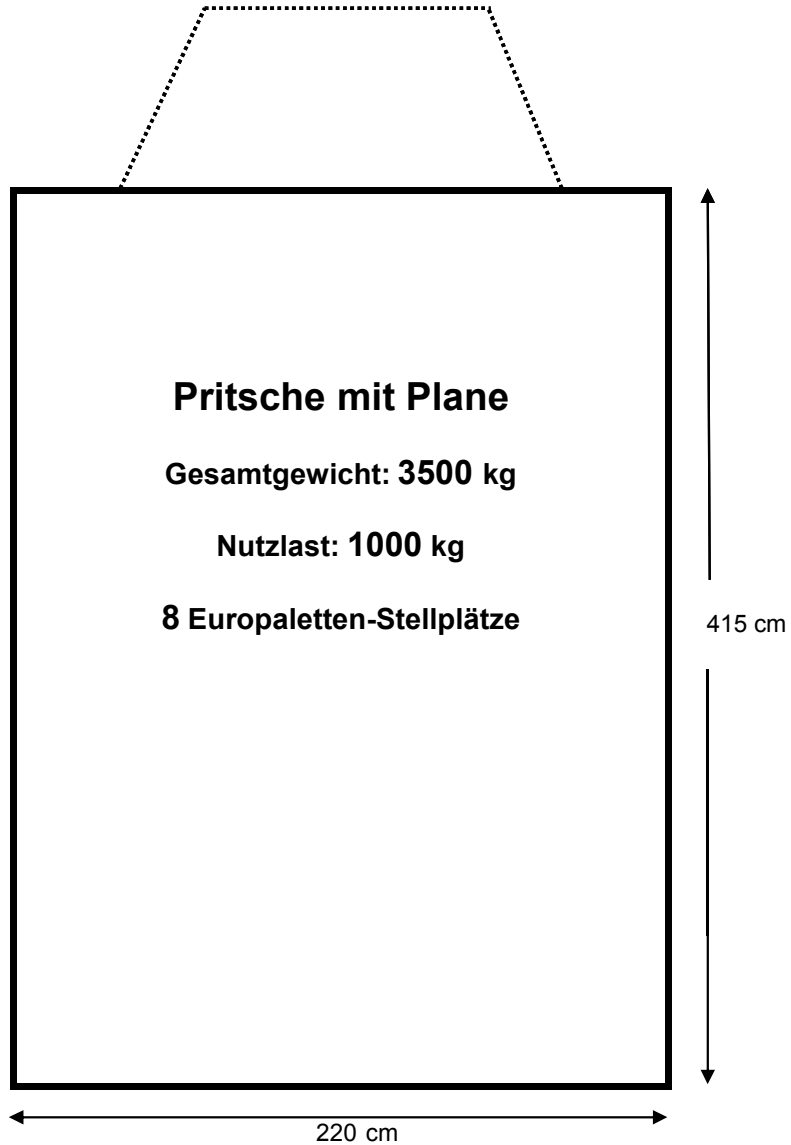 Pritsche mit Plane
Gesamtgewicht: 3500 kg
Nutzlast: 1000 kg
8 Europaletten-Stellplätze
415 cm
220 cm